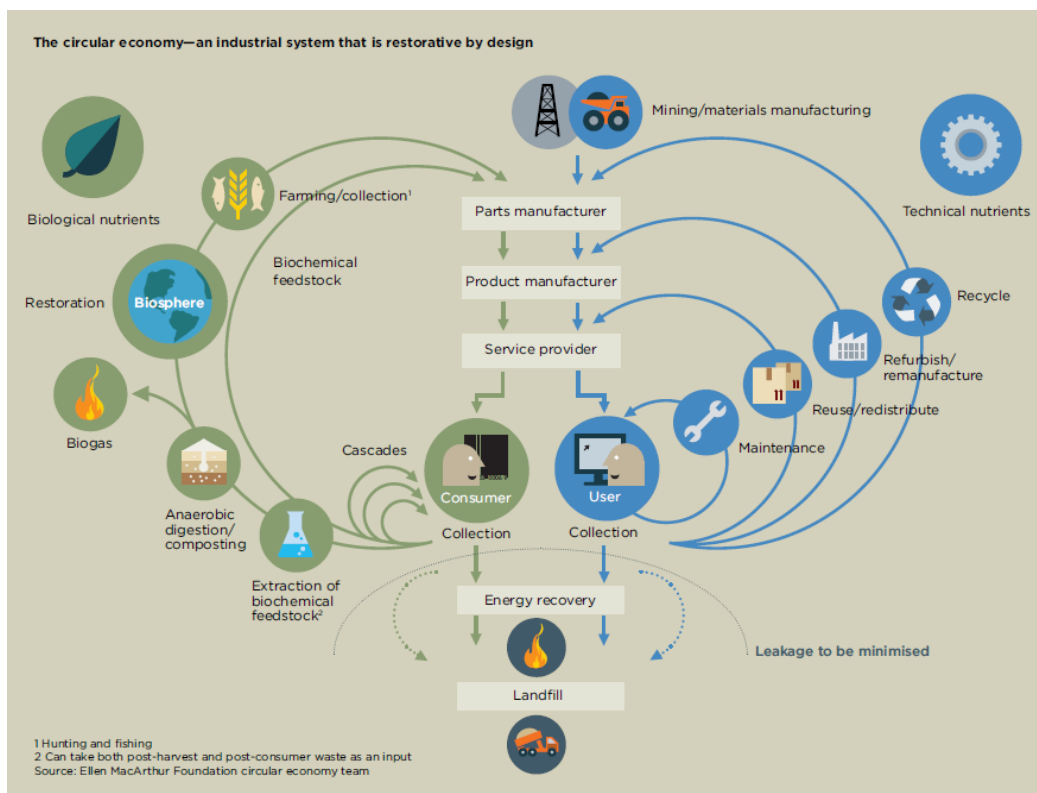 The circular economy—an industrial system that is restorative by design
Mining/materials manufacturing
Biological nutrients
Farming/collection¹
Parts manufacturer
Technical nutrients
Biochemical
feedstock
Product manufacturer
Restoration
Biosphere
Recycle
Service provider
Refurbish/
remanufacture
Biogas
Reuse/redistribute
Cascades
Maintenance
Consumer
User
Anaerobic
digestion/
composting
Collection
Collection
Extraction of
biochemical
feedstock²
Energy recovery
Leakage to be minimised
Landfill
1 Hunting and fishing
2 Can take both post-harvest and post-consumer waste as an input
Source: Ellen MacArthur Foundation circular economy team